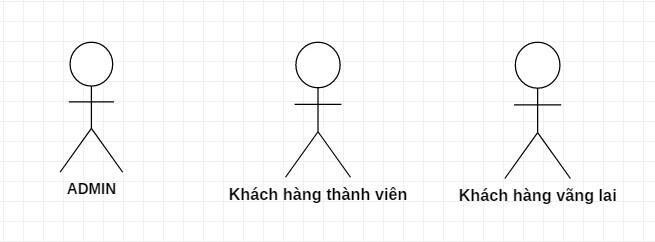 ADMIN
Khách hàng thành viên
Khách hàng vãng lai